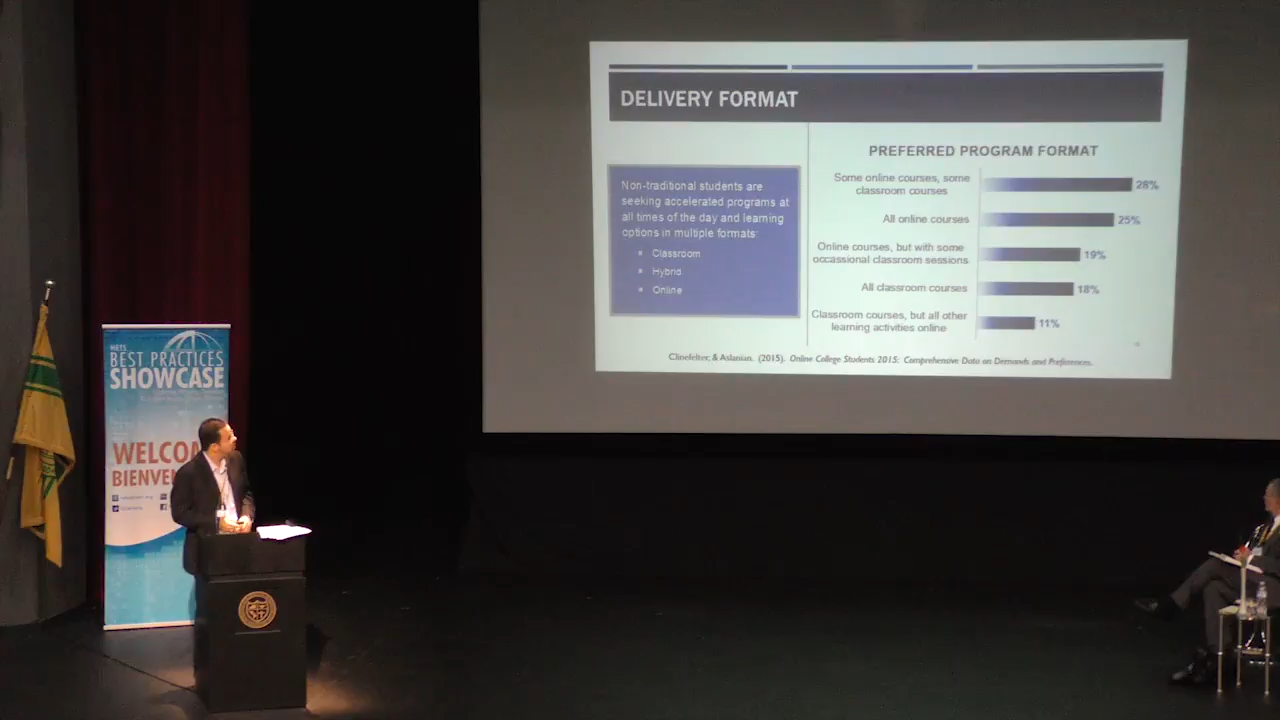 DELIVERY FORMAT
Non-traditional students are
seeking accelerated programs at
all times of the day and learning
options in multiple formats:
Classroom
Hybrid
Online
PREFERRED PROGRAM FORMAT
Some online courses, some
classroom courses
28%
All online courses
25%
Online courses, but with some
occassional classroom sessions
19%
All classroom courses
18%
Classroom courses, but all other
learning activities online
11%
Clinefelter, & Aslanian. (2015). Online College Students 2015: Comprehensive Data on Demands and Preferences.
HETS
BEST PRACTICES
SHOWCASE
WELCO
BIENVEN